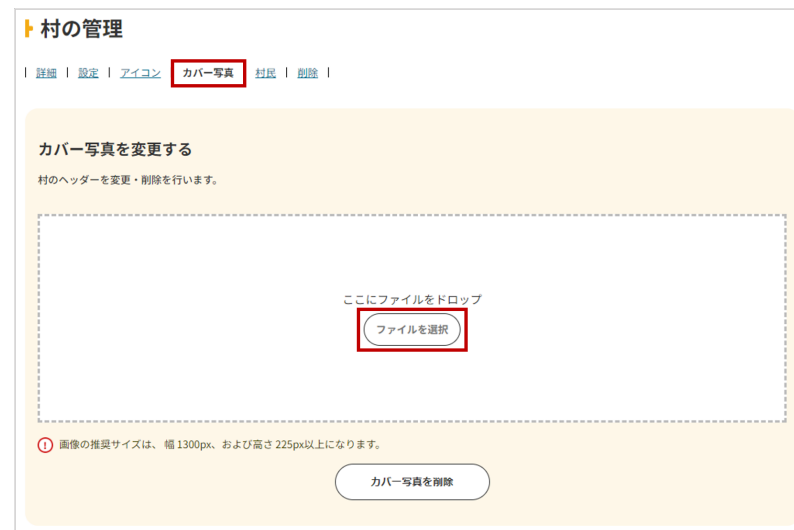 村の管理
詳細 | 設定 | アイコン カバー写真 村民 | 削除 |
カバー写真を変更する
村のヘッダーを変更・削除を行います。
ここにファイルをドロップ
ファイルを選択
画像の推奨サイズは、 幅 1300px、および高さ 225px以上になります。
カバー写真を削除